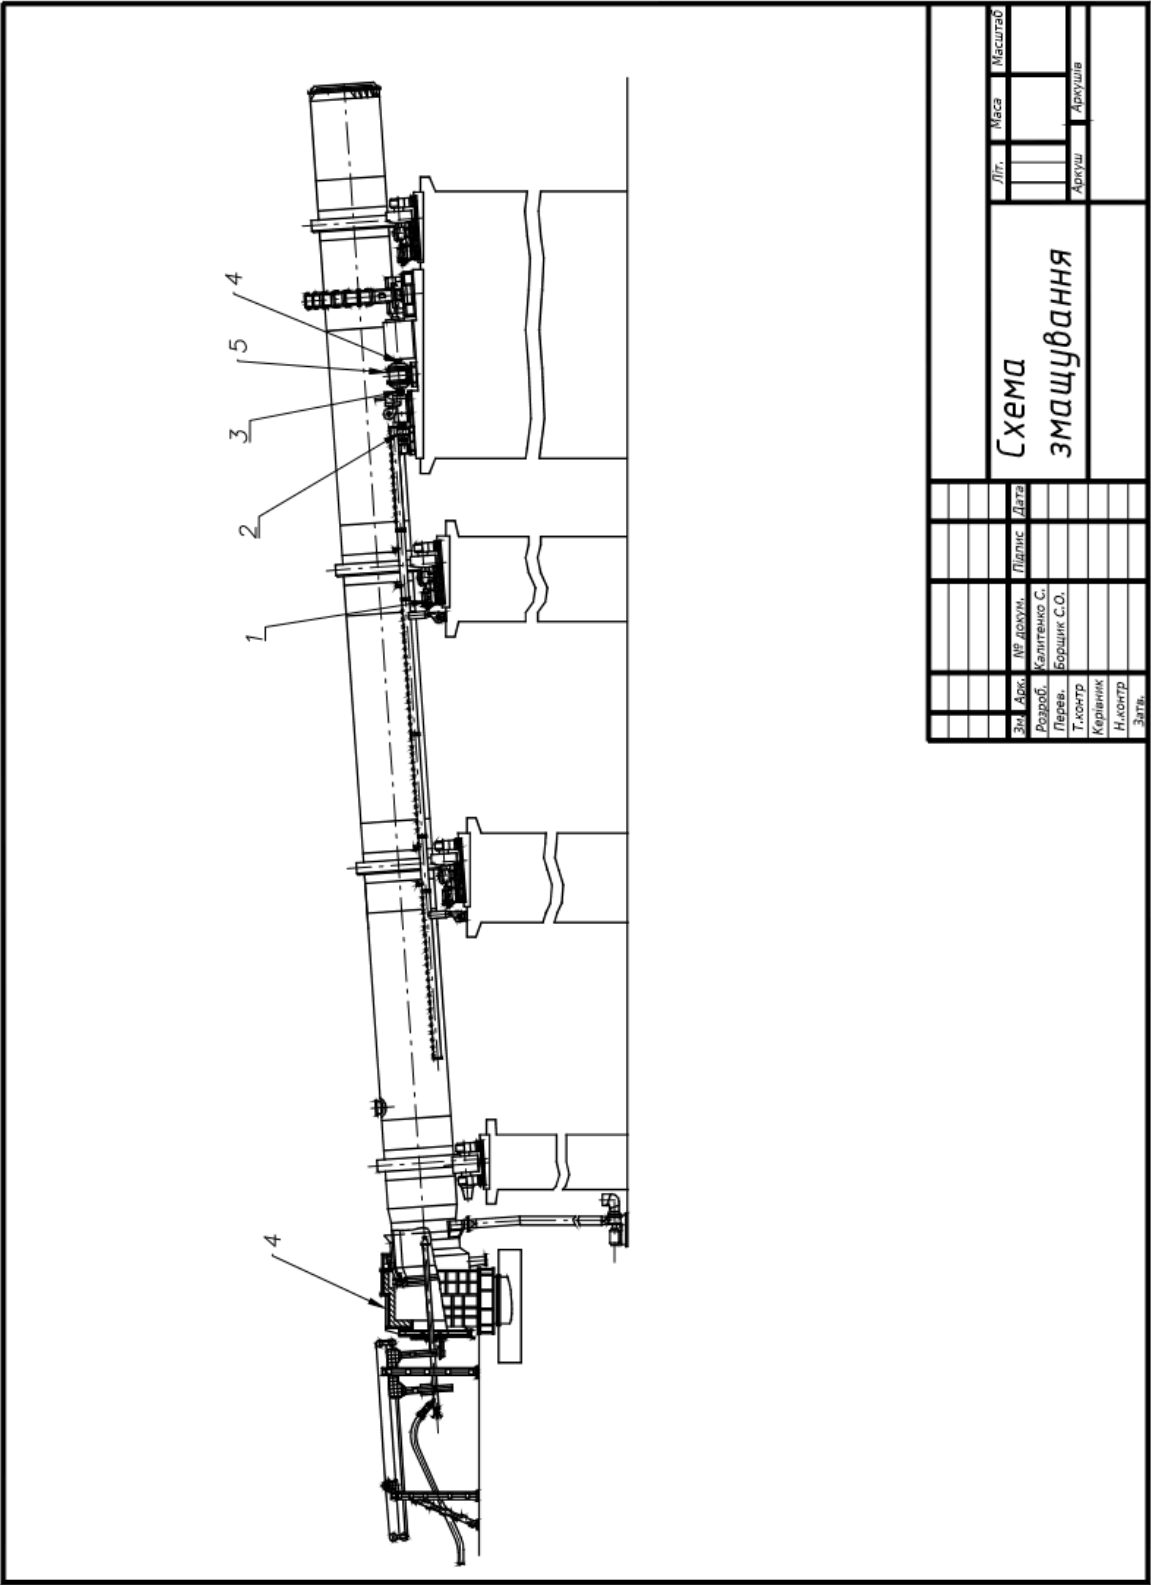 4
1
2
3
5
4
Зм.
Арк.
№ докум.
Підпис
Дата
Розроб.
Калитенко С.
Перев.
Борщик С.О.
Т.контр
Керівник
Н.контр
Затв.
Схема
змащування
Літ.
Маса
Масштаб
Аркуш
Аркушів